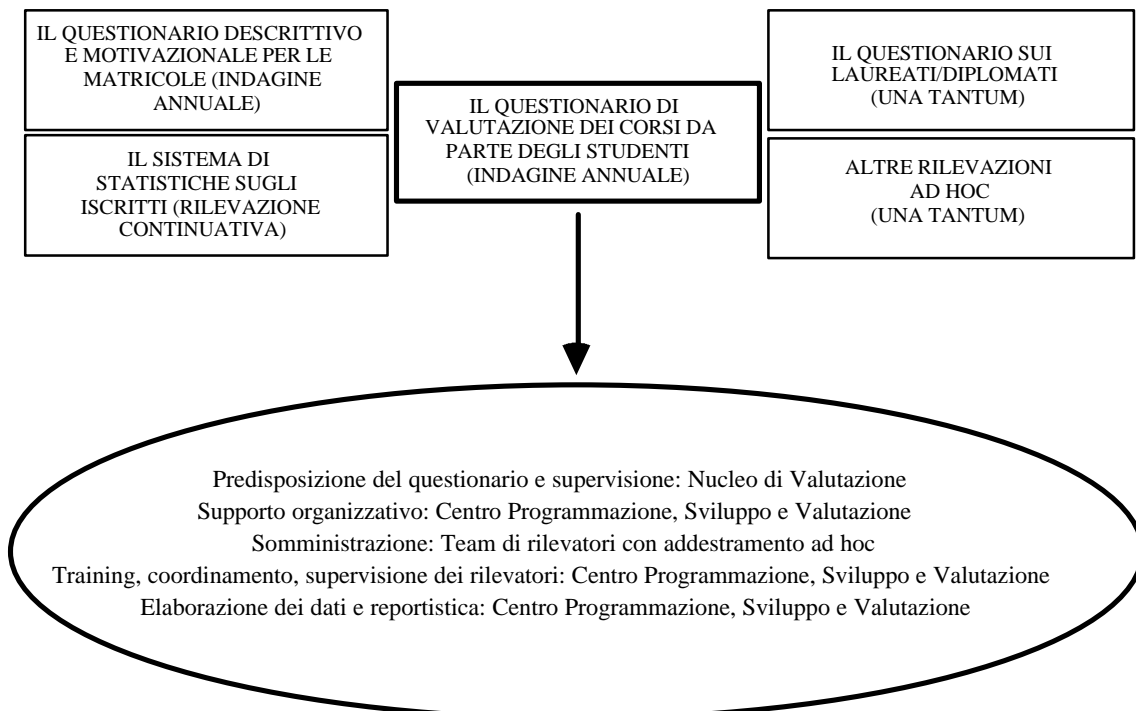 IL QUESTIONARIO DESCRITTIVO
E MOTIVAZIONALE PER LE
MATRICOLE (INDAGINE
ANNUALE)
IL SISTEMA DI
STATISTICHE SUGLI
ISCRITTI (RILEVAZIONE
CONTINUATIVA)
IL QUESTIONARIO DI
VALUTAZIONE DEI CORSI DA
PARTE DEGLI STUDENTI
(INDAGINE ANNUALE)
IL QUESTIONARIO SUI
LAUREATI/DIPLOMATI
(UNA TANTUM)
ALTRE RILEVAZIONI
AD HOC
(UNA TANTUM)
Predisposizione del questionario e supervisione: Nucleo di Valutazione
Supporto organizzativo: Centro Programmazione, Sviluppo e Valutazione
Somministrazione: Team di rilevatori con addestramento ad hoc
Training, coordinamento, supervisione dei rilevatori: Centro Programmazione, Sviluppo e Valutazione
Elaborazione dei dati e reportistica: Centro Programmazione, Sviluppo e Valutazione